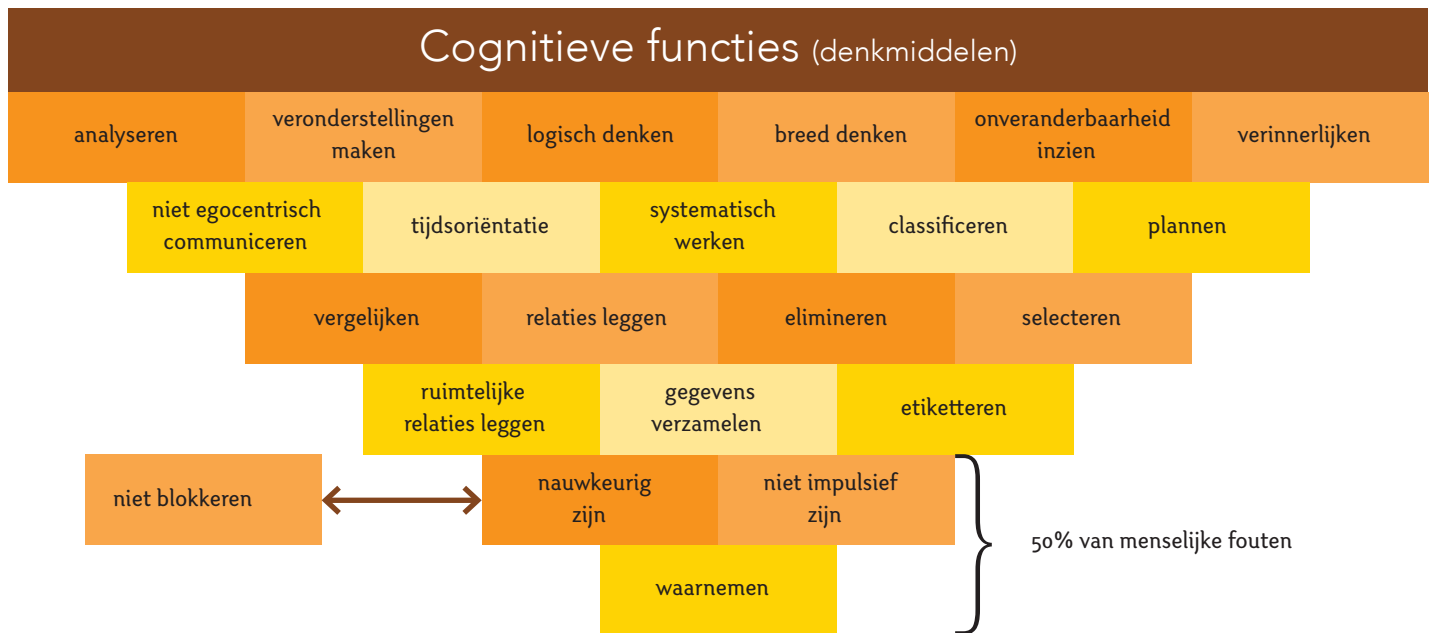 Cognitieve functies (denkmiddelen)
analyseren
veronderstellingen
maken
logisch denken
breed denken
onveranderbaarheid
inzien
verinnerlijken
niet egocentrisch
communiceren
tijdsoriëntatie
systematisch
werken
classificeren
plannen
vergelijken
relaties leggen
elimineren
selecteren
ruimtelijke
relaties leggen
gegevens
verzamelen
etiketteren
niet blokkeren
nauwkeurig
zijn
niet impulsief
zijn
50% van menselijke fouten
waarnemen